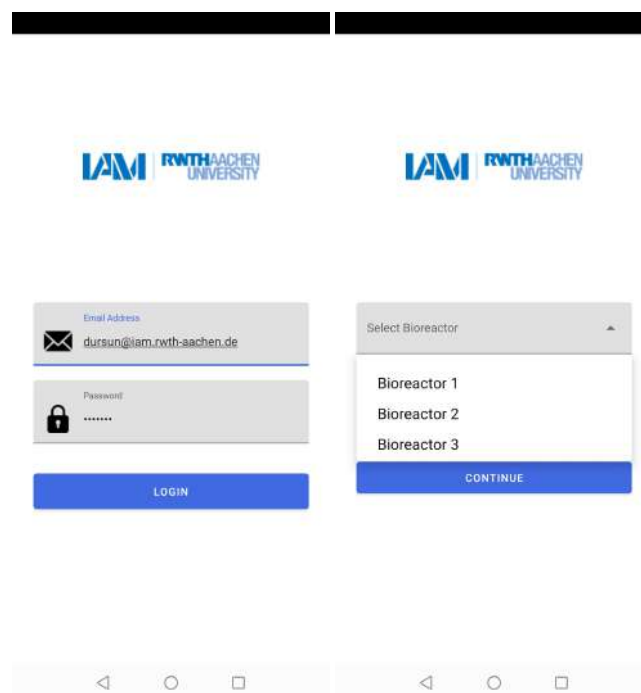 IAM RWTHAACHEN
UNIVERSITY
Email Address
dursun@iam.rwth-aachen.de
Password
•••••••
LOGIN
IAM RWTHAACHEN
UNIVERSITY
Select Bioreactor
Bioreactor 1
Bioreactor 2
Bioreactor 3
CONTINUE